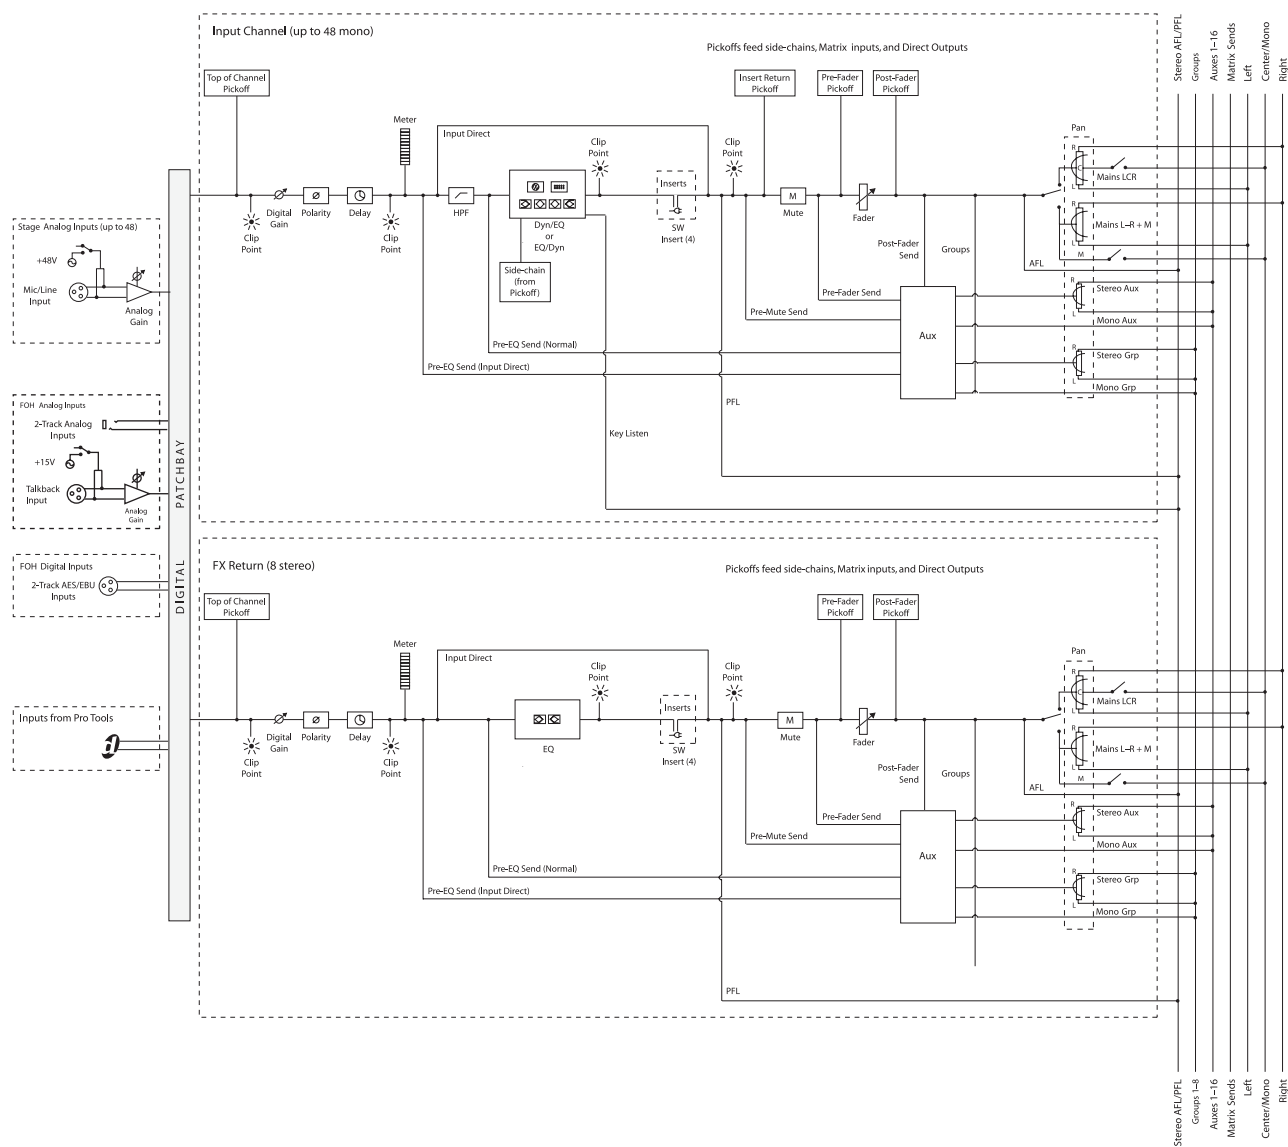 Input Channel (up to 48 mono)
Pickoffs feed side-chains, Matrix inputs, and Direct Outputs
Stereo AFL/PFL
Groups
Auxes 1–16
Matrix Sends
Left
Center/Mono
Right
Top of Channel
Pickoff
Insert Return
Pickoff
Pre-Fader
Pickoff
Post-Fader
Pickoff
Meter
Input Direct
Clip
Point
Clip
Point
Pan
R
C
L
Mains LCR
Inserts
M
HPF
Clip
Point
Digital
Gain
Polarity
Delay
Clip
Point
Dyn/EQ
or
EQ/Dyn
SW
Insert (4)
Mute
Fader
R
L
M
Mains L–R + M
Post-Fader
Send
Groups
AFL
Side-chain
(from
Pickoff)
Pre-Fader Send
Pre-Mute Send
Pre-EQ Send (Normal)
Pre-EQ Send (Input Direct)
Aux
R
L
Stereo Aux
Mono Aux
R
L
Stereo Grp
Mono Grp
PFL
Key Listen
Stage Analog Inputs (up to 48)
+48V
Mic/Line
Input
Analog
Gain
FOH Analog Inputs
2-Track Analog
Inputs
+15V
Talkback
Input
Analog
Gain
FOH Digital Inputs
2-Track AES/EBU
Inputs
Inputs from Pro Tools
DIGITAL PATCHBAY
FX Return (8 stereo)
Pickoffs feed side-chains, Matrix inputs, and Direct Outputs
Top of Channel
Pickoff
Pre-Fader
Pickoff
Post-Fader
Pickoff
Meter
Input Direct
Clip
Point
Clip
Point
Pan
R
C
L
Mains LCR
Inserts
M
Clip
Point
Digital
Gain
Polarity
Delay
Clip
Point
EQ
SW
Insert (4)
Mute
Fader
R
L
M
Mains L–R + M
Post-Fader
Send
Groups
AFL
Pre-Fader Send
Pre-Mute Send
Pre-EQ Send (Normal)
Pre-EQ Send (Input Direct)
Aux
R
L
Stereo Aux
Mono Aux
R
L
Stereo Grp
Mono Grp
PFL
Stereo AFL/PFL
Groups 1–8
Auxes 1–16
Matrix Sends
Left
Center/Mono
Right